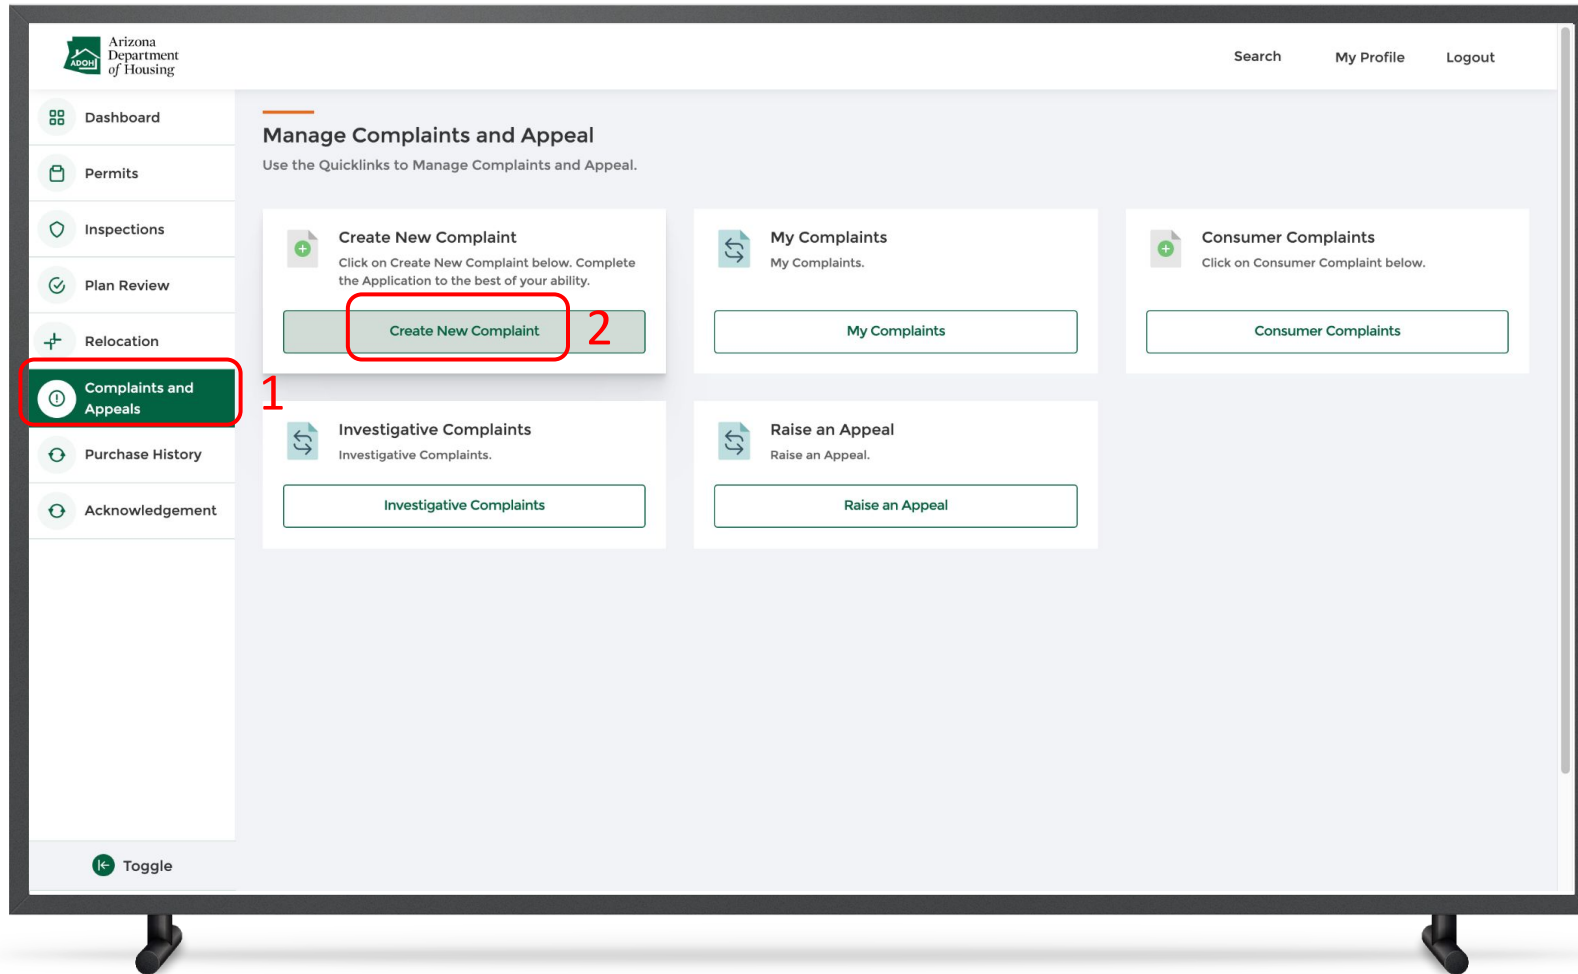 Arizona
Department
of Housing
ADOH
Search
My Profile
Logout
Dashboard
Permits
Inspections
Plan Review
Relocation
Complaints and
Appeals
1
Purchase History
Acknowledgement
Toggle
Manage Complaints and Appeal
Use the Quicklinks to Manage Complaints and Appeal.
Create New Complaint
Click on Create New Complaint below. Complete
the Application to the best of your ability.
Create New Complaint
2
My Complaints
My Complaints.
My Complaints
Consumer Complaints
Click on Consumer Complaint below.
Consumer Complaints
Investigative Complaints
Investigative Complaints.
Investigative Complaints
Raise an Appeal
Raise an Appeal.
Raise an Appeal